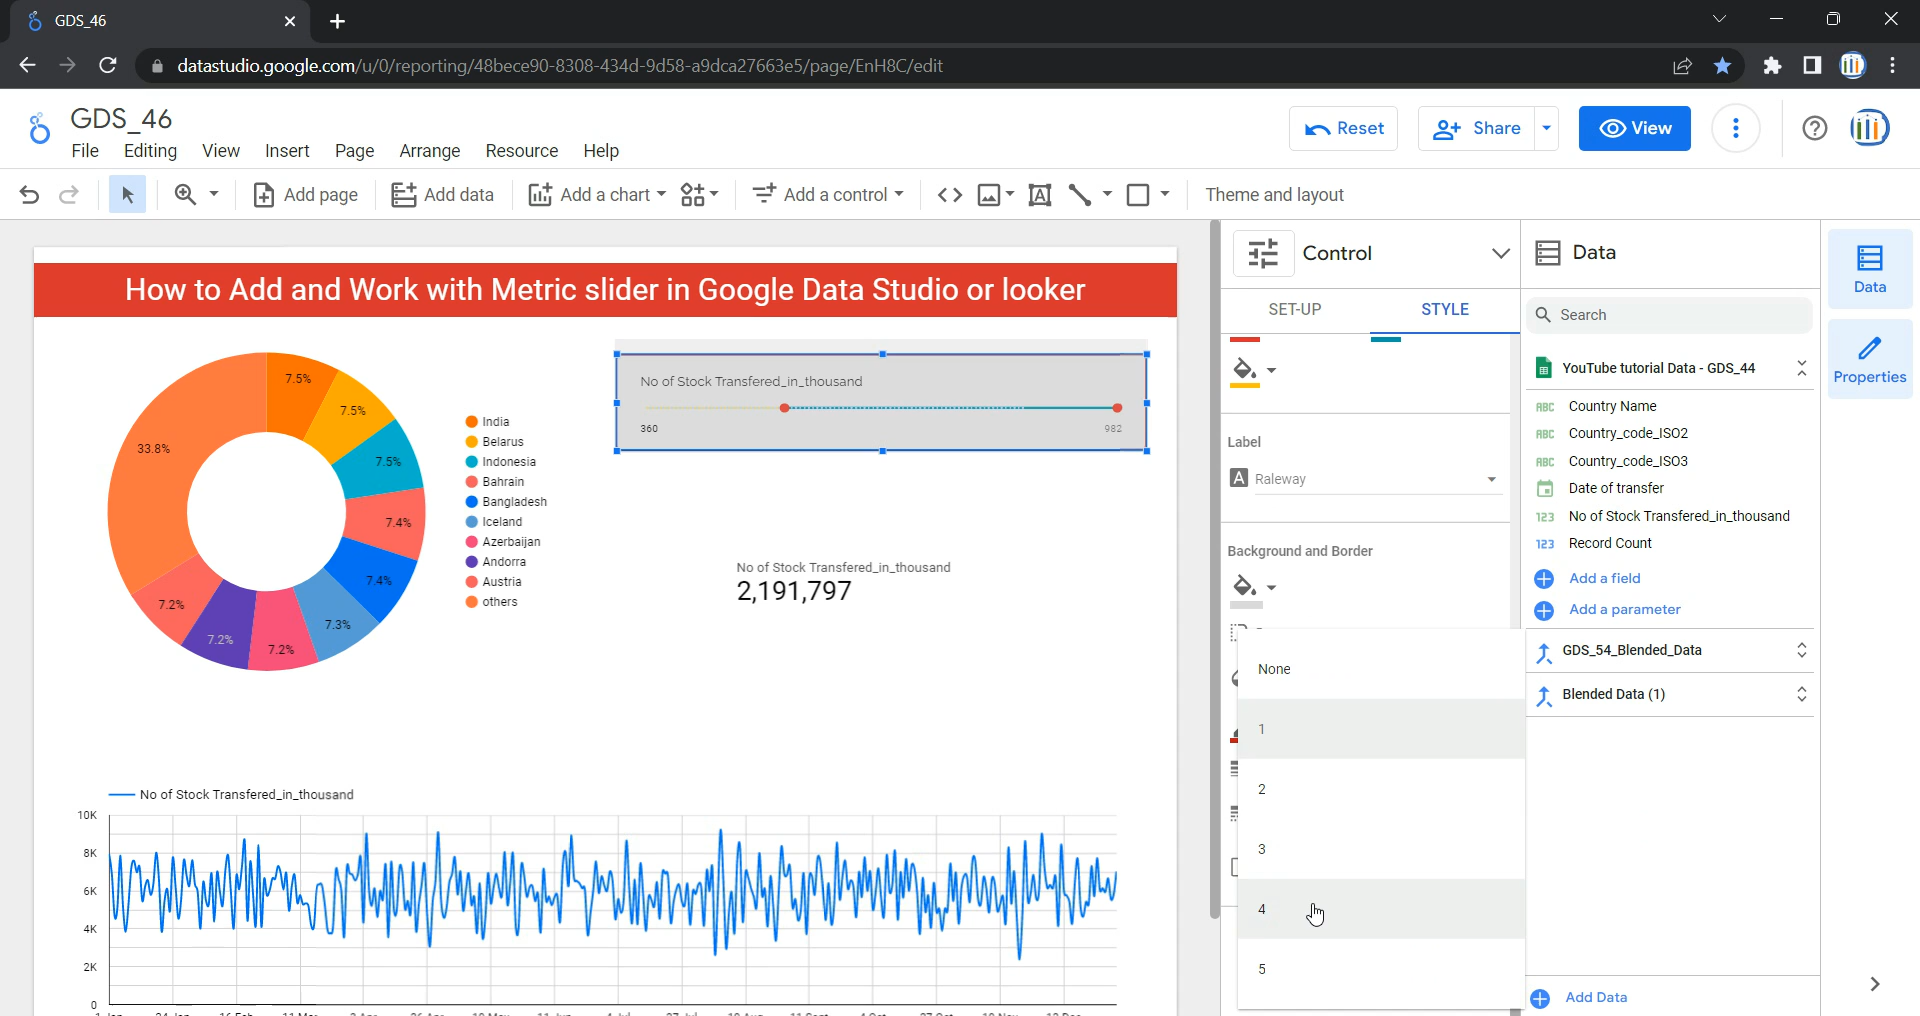 GDS_46
datastudio.google.com/u/0/reporting/48bece90-8308-434d-9d58-a9dca27663e5/page/EnH8C/edit
GDS_46
File Editing View Insert Page Arrange Resource Help
Reset
Share
View
Add page
Add data
Add a chart
Add a control
Theme and layout
How to Add and Work with Metric slider in Google Data Studio or looker
7.5%
7.5%
7.5%
7.4%
7.4%
7.3%
7.2%
7.2%
7.2%
33.8%
India
Belarus
Indonesia
Bahrain
Bangladesh
Iceland
Azerbaijan
Andorra
Austria
others
No of Stock Transfered_in_thousand
360
982
No of Stock Transfered_in_thousand
2,191,797
No of Stock Transfered_in_thousand
10K
8K
6K
4K
2K
0
Control
SET-UP
STYLE
Label
A Raleway
Background and Border
None
1
2
3
4
5
Data
Search
YouTube tutorial Data - GDS_44
ABC Country Name
ABC Country_code_ISO2
ABC Country_code_ISO3
Date of transfer
123 No of Stock Transfered_in_thousand
123 Record Count
Add a field
Add a parameter
GDS_54_Blended_Data
Blended Data (1)
Add Data
Data
Properties